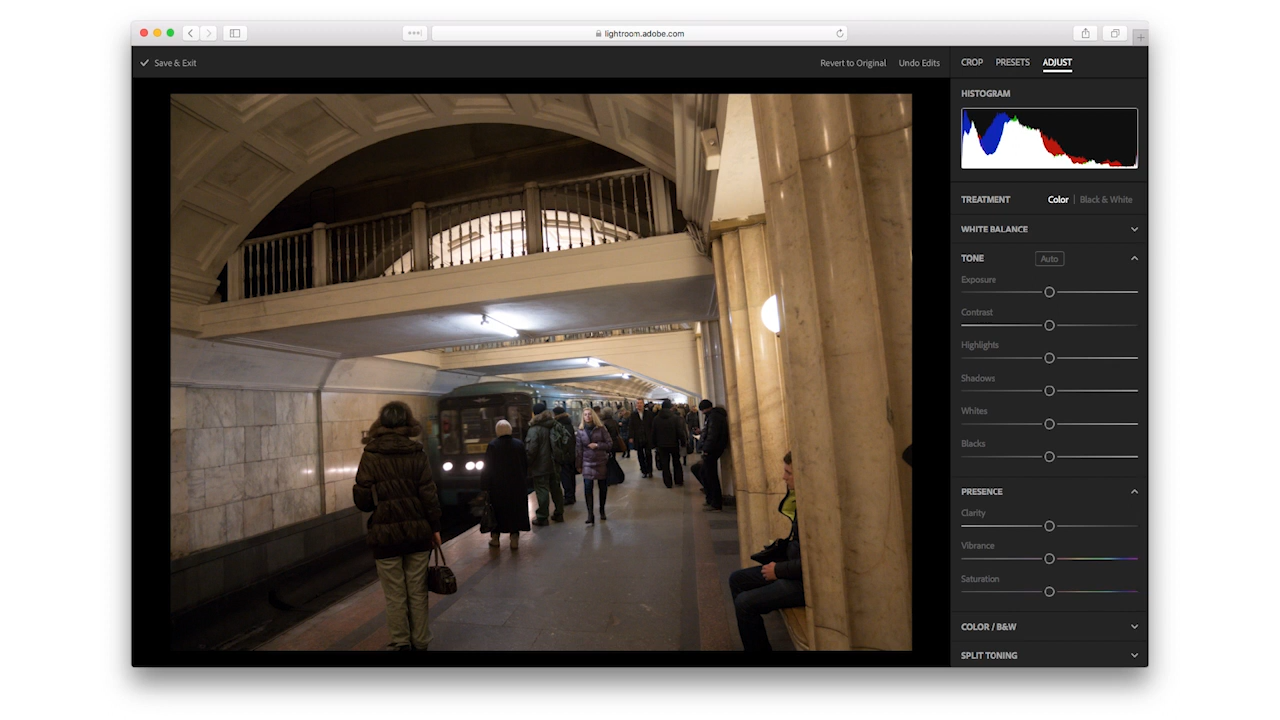 lightroom.adobe.com
Save & Exit
Revert to Original Undo Edits
CROP PRESETS ADJUST
HISTOGRAM
TREATMENT Color | Black & White
WHITE BALANCE
TONE Auto
Exposure
Contrast
Highlights
Shadows
Whites
Blacks
PRESENCE
Clarity
Vibrance
Saturation
COLOR / B&W
SPLIT TONING